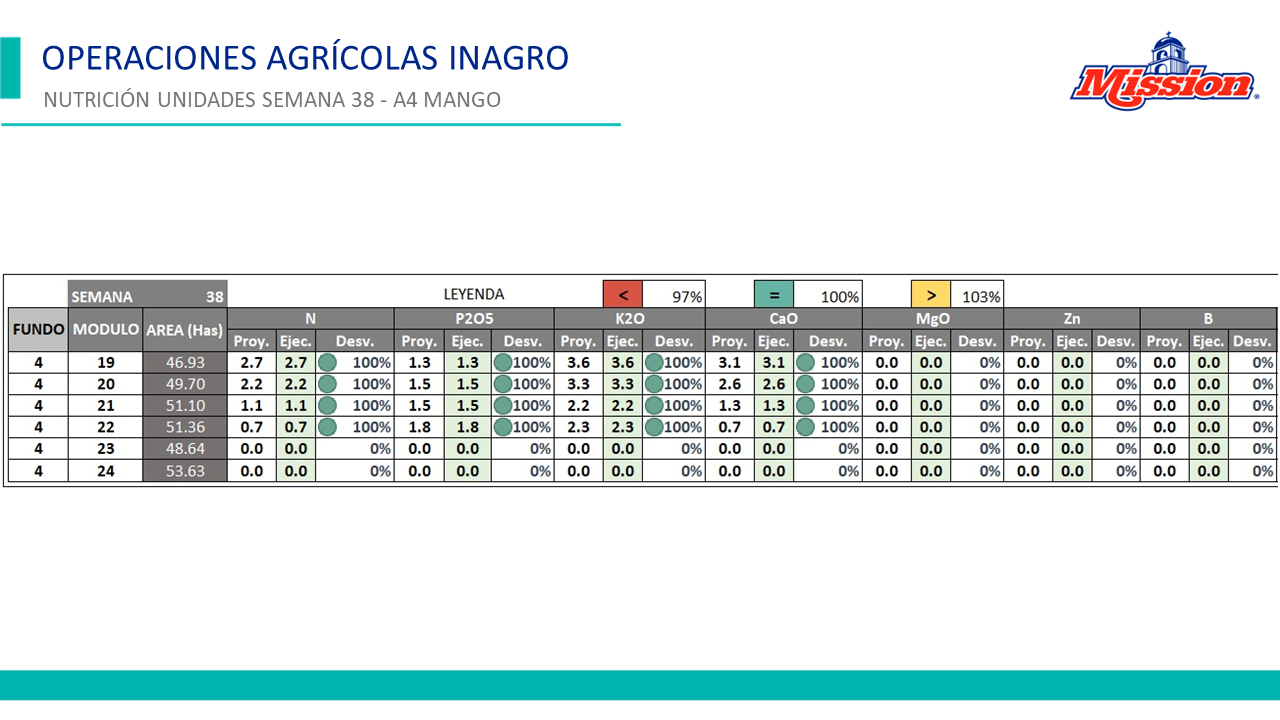 OPERACIONES AGRÍCOLAS INAGRO
NUTRICIÓN UNIDADES SEMANA 38 - A4 MANGO
Mission®
SEMANA 38 LEYENDA < 97% = 100% > 103%
FUNDO MODULO AREA (Has) N P2O5 K2O CaO MgO Zn B
Proy. Ejec. Desv. Proy. Ejec. Desv. Proy. Ejec. Desv. Proy. Ejec. Desv. Proy. Ejec. Desv. Proy. Ejec. Desv. Proy. Ejec. Desv.
4 19 46.93 2.7 2.7 100% 1.3 1.3 100% 3.6 3.6 100% 3.1 3.1 100% 0.0 0.0 0% 0.0 0.0 0% 0.0 0.0 0%
4 20 49.70 2.2 2.2 100% 1.5 1.5 100% 3.3 3.3 100% 2.6 2.6 100% 0.0 0.0 0% 0.0 0.0 0% 0.0 0.0 0%
4 21 51.10 1.1 1.1 100% 1.5 1.5 100% 2.2 2.2 100% 1.3 1.3 100% 0.0 0.0 0% 0.0 0.0 0% 0.0 0.0 0%
4 22 51.36 0.7 0.7 100% 1.8 1.8 100% 2.3 2.3 100% 0.7 0.7 100% 0.0 0.0 0% 0.0 0.0 0% 0.0 0.0 0%
4 23 48.64 0.0 0.0 0% 0.0 0.0 0% 0.0 0.0 0% 0.0 0.0 0% 0.0 0.0 0% 0.0 0.0 0% 0.0 0.0 0%
4 24 53.63 0.0 0.0 0% 0.0 0.0 0% 0.0 0.0 0% 0.0 0.0 0% 0.0 0.0 0% 0.0 0.0 0% 0.0 0.0 0%